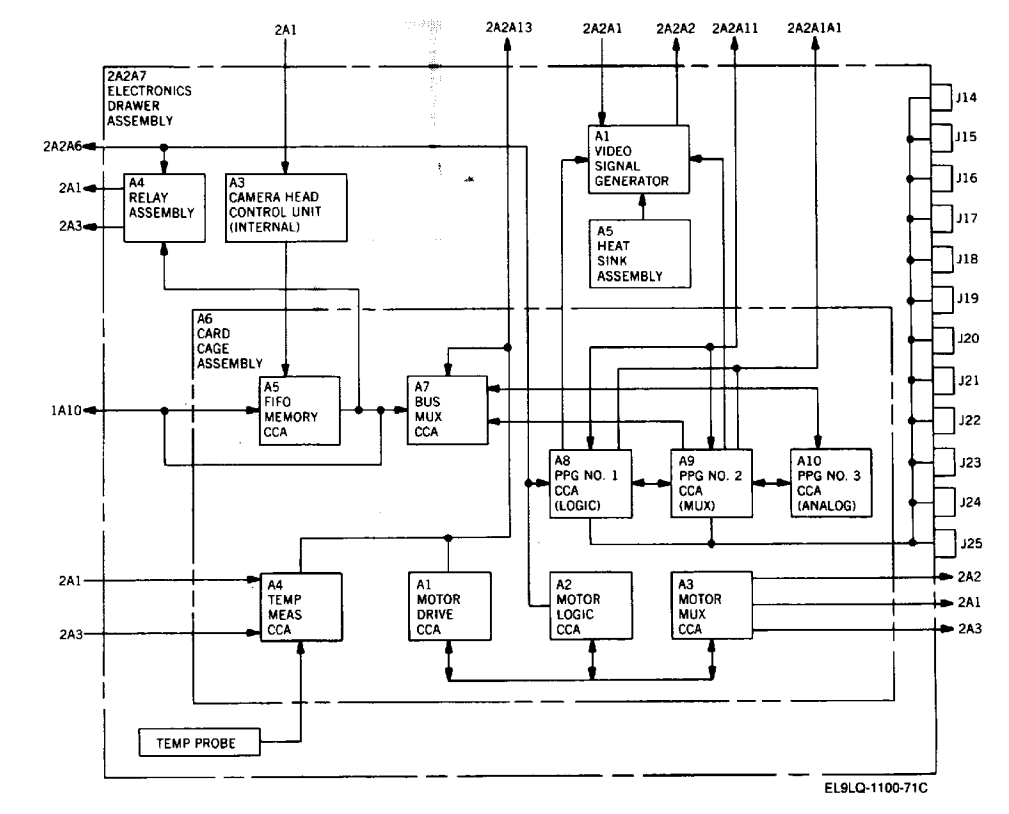 2A1
2A2A13
2A2A1
2A2A2
2A2A11
2A2A1A1
2A2A7
ELECTRONICS
DRAWER
ASSEMBLY
2A2A6
2A1
2A3
A4
RELAY
ASSEMBLY
A3
CAMERA HEAD
CONTROL UNIT
(INTERNAL)
A1
VIDEO
SIGNAL
GENERATOR
A5
HEAT
SINK
ASSEMBLY
J14
J15
J16
J17
J18
J19
J20
J21
J22
J23
J24
J25
A6
CARD
CAGE
ASSEMBLY
1A10
A5
FIFO
MEMORY
CCA
A7
BUS
MUX
CCA
A8
PPG NO. 1
CCA
(LOGIC)
A9
PPG NO. 2
CCA
(MUX)
A10
PPG NO. 3
CCA
(ANALOG)
2A1
2A3
A4
TEMP
MEAS
CCA
A1
MOTOR
DRIVE
CCA
A2
MOTOR
LOGIC
CCA
A3
MOTOR
MUX
CCA
2A2
2A1
2A3
TEMP PROBE
EL9LQ-1100-71C